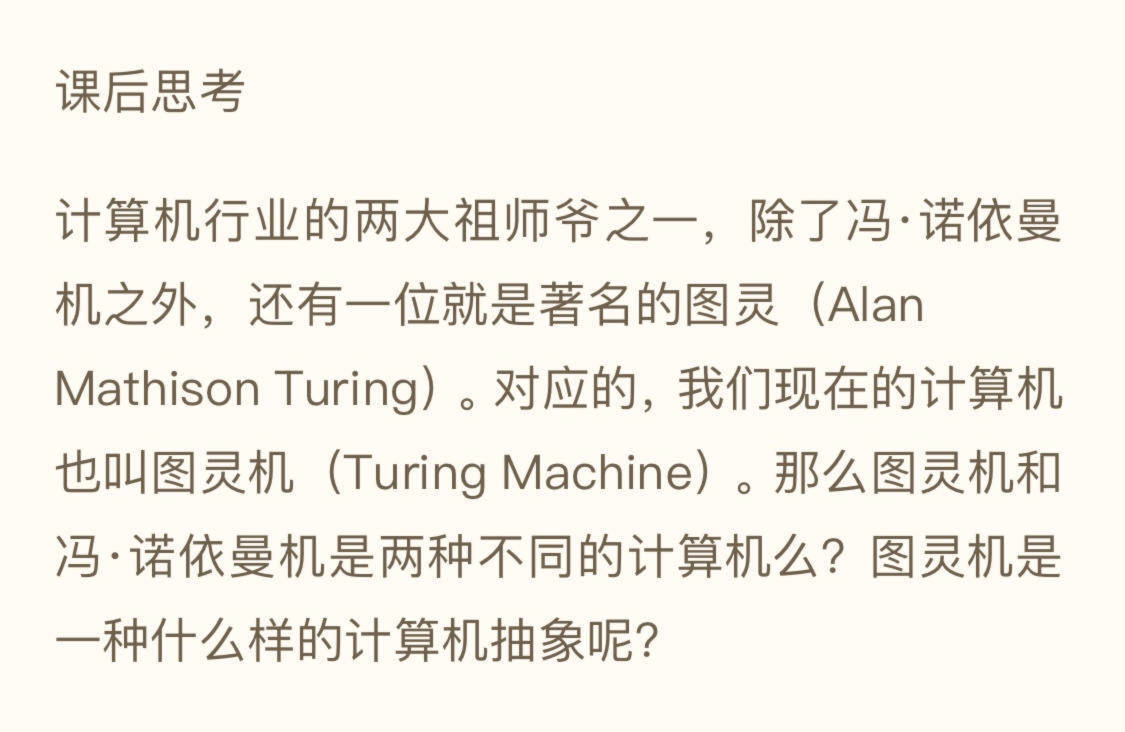 课后思考
计算机行业的两大祖师爷之一，除了冯·诺依曼
机之外，还有一位就是著名的图灵（Alan
Mathison Turing）。对应的，我们现在的计算机
也叫图灵机（Turing Machine）。那么图灵机和
冯·诺依曼机是两种不同的计算机么？图灵机是
一种什么样的计算机抽象呢？